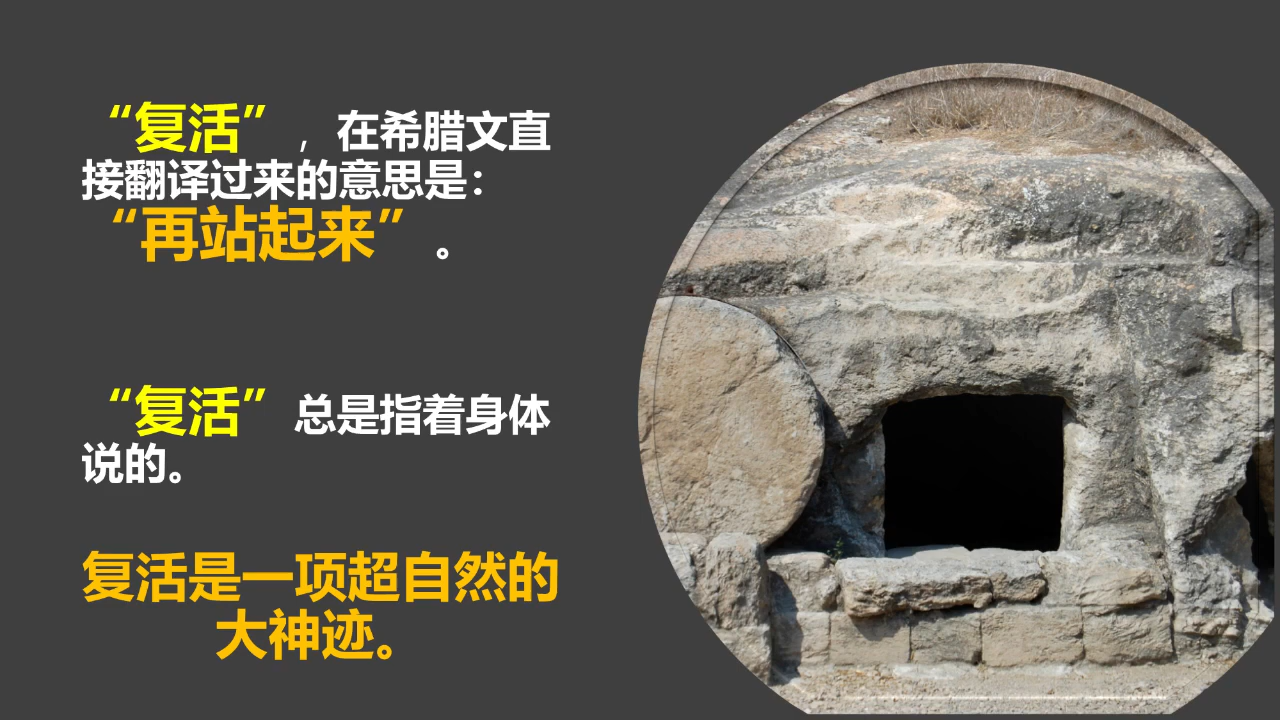 “复活”，在希腊文直
接翻译过来的意思是：
“再站起来”。
“复活”总是指着身体
说的。
复活是一项超自然的
大神迹。